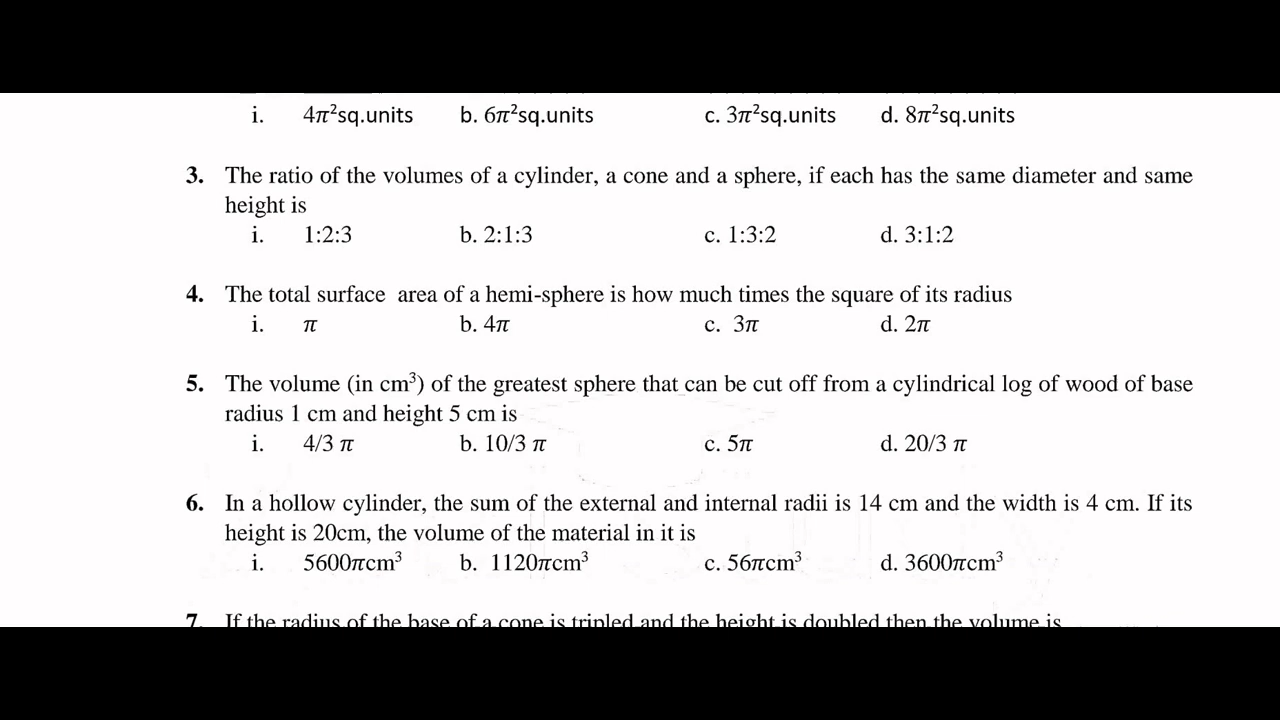 i. 4π²sq.units b. 6π²sq.units c. 3π²sq.units d. 8π²sq.units
3. The ratio of the volumes of a cylinder, a cone and a sphere, if each has the same diameter and same
height is
i. 1:2:3 b. 2:1:3 c. 1:3:2 d. 3:1:2
4. The total surface area of a hemi-sphere is how much times the square of its radius
i. π b. 4π c. 3π d. 2π
5. The volume (in cm³) of the greatest sphere that can be cut off from a cylindrical log of wood of base
radius 1 cm and height 5 cm is
i. 4/3 π b. 10/3 π c. 5π d. 20/3 π
6. In a hollow cylinder, the sum of the external and internal radii is 14 cm and the width is 4 cm. If its
height is 20cm, the volume of the material in it is
i. 5600πcm³ b. 1120πcm³ c. 56πcm³ d. 3600πcm³
7. If the radius of the base of a cone is tripled and the height is doubled then the volume is